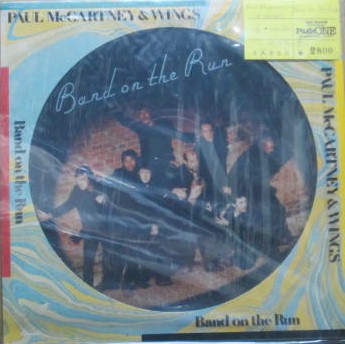 PAUL McCARTNEY & WINGS
Band on the Run
2800
PAUL McCARTNEY & WINGS
Band on the Run
Band on the Run